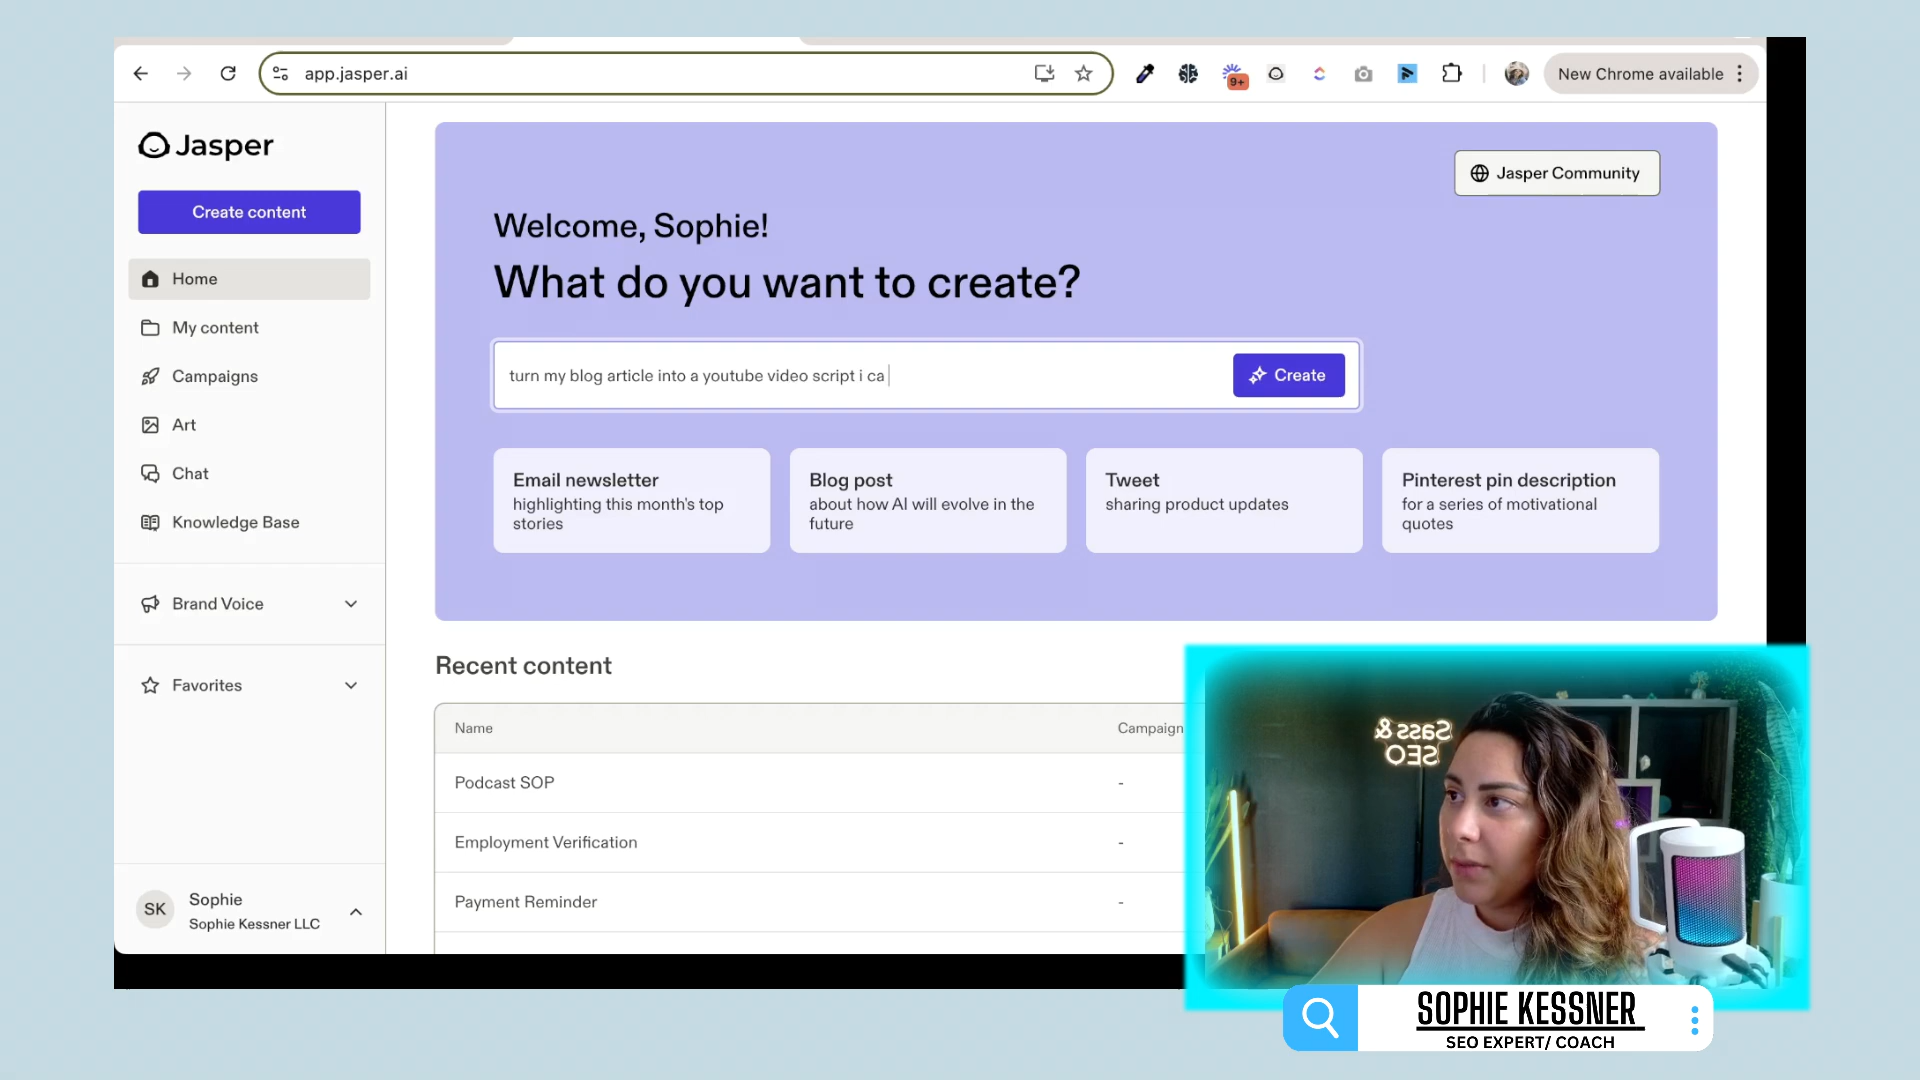 app.jasper.ai
9+
New Chrome available
Jasper
Create content
Home
My content
Campaigns
Art
Chat
Knowledge Base
Brand Voice
Favorites
SK
Sophie
Sophie Kessner LLC
Jasper Community
Welcome, Sophie!
What do you want to create?
turn my blog article into a youtube video script i ca
Create
Email newsletter
highlighting this month's top
stories
Blog post
about how AI will evolve in the
future
Tweet
sharing product updates
Pinterest pin description
for a series of motivational
quotes
Recent content
Name
Campaign
Podcast SOP
-
Employment Verification
-
Payment Reminder
-
Sass &
SEO
SOPHIE KESSNER
SEO EXPERT/ COACH